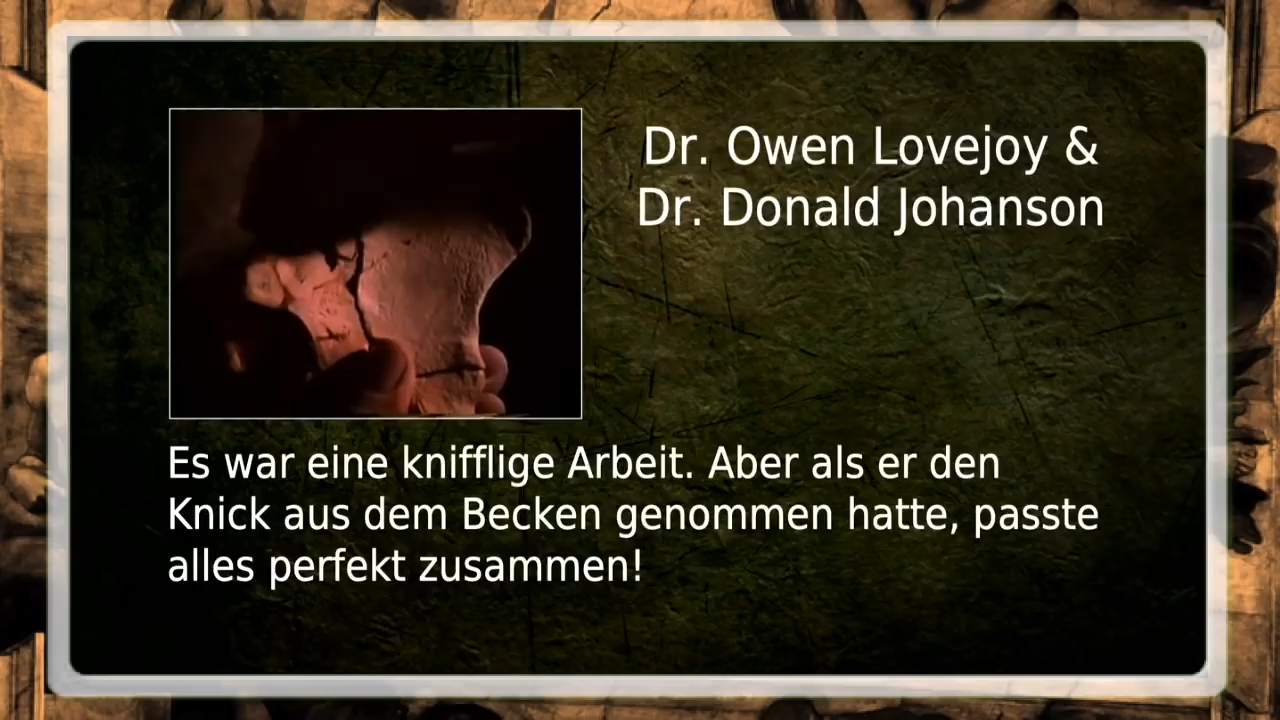 Dr. Owen Lovejoy &
Dr. Donald Johanson
Es war eine knifflige Arbeit. Aber als er den
Knick aus dem Becken genommen hatte, passte
alles perfekt zusammen!